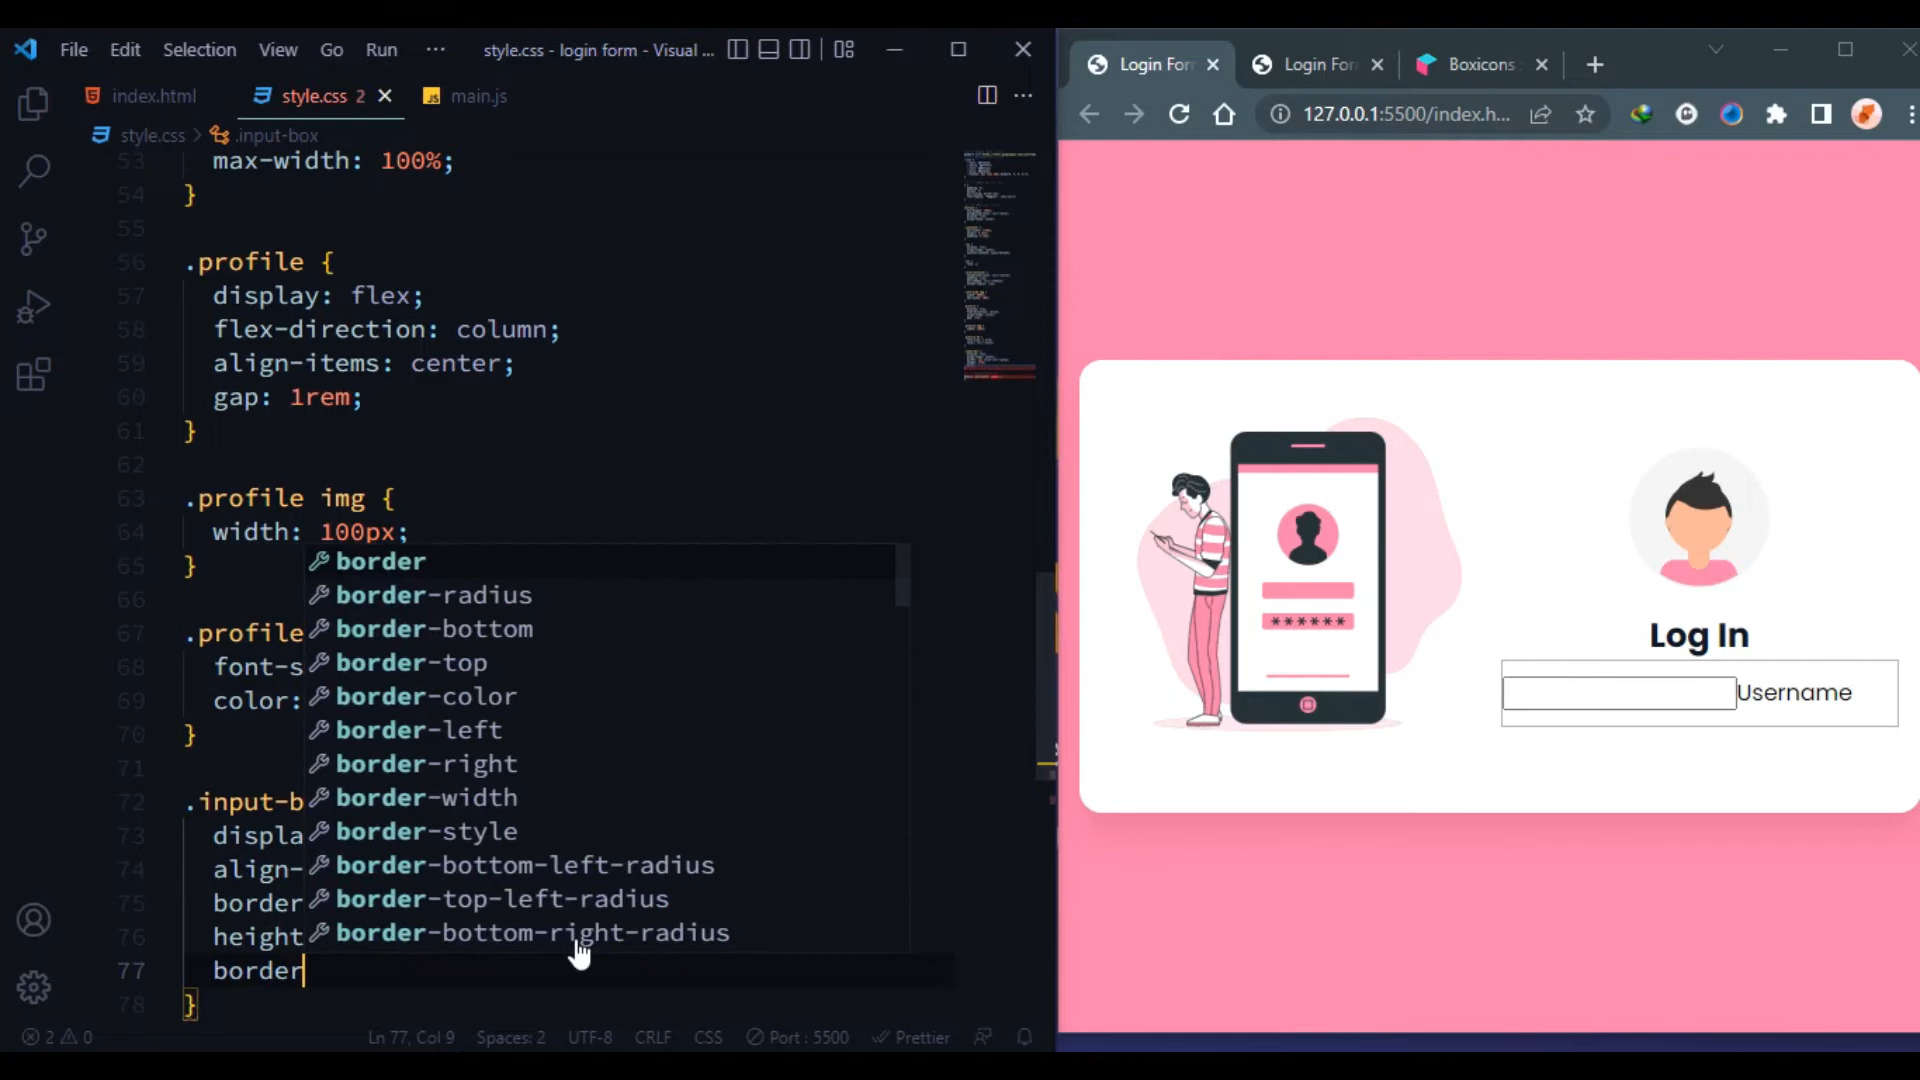 File Edit Selection View Go Run ··· style.css - login form - Visual ...
index.html style.css 2 main.js
style.css > .input-box
53 max-width: 100%;
54 }
55
56 .profile {
57 display: flex;
58 flex-direction: column;
59 align-items: center;
60 gap: 1rem;
61 }
62
63 .profile img {
64 width: 100px;
65 }
66
67 .profile
68 font-s
69 color:
70 }
71
72 .input-b
73 displa
74 align-
75 border
76 height
77 border
78 }
border
border-radius
border-bottom
border-top
border-color
border-left
border-right
border-width
border-style
border-bottom-left-radius
border-top-left-radius
border-bottom-right-radius
2 0 Ln 77, Col 9 Spaces: 2 UTF-8 CRLF CSS Port : 5500 Prettier
Login For Login For Boxicons
127.0.0.1:5500/index.h...
******
Log In
Username